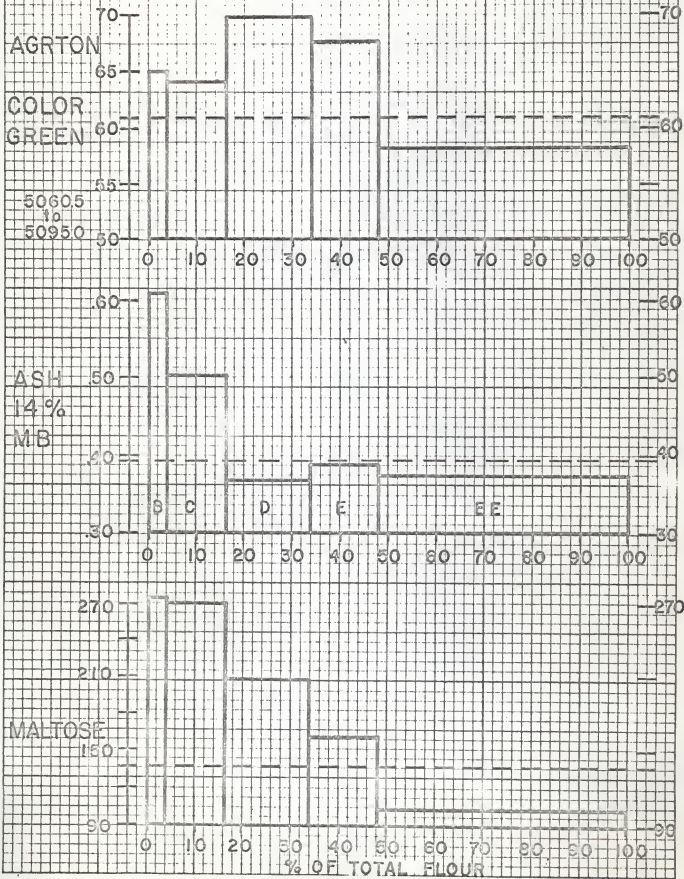 70 70
AGRTON
65
COLOR
60 60
GREEN
55
50605
to
50950 50 50
0 10 20 30 40 50 60 70 80 90 100
.60 60
ASH .50 50
14%
MB
.40 40
B C D E EE
.30 30
0 10 20 30 40 50 60 70 80 90 100
270 270
210
MALTOSE
150
90 90
0 10 20 30 40 50 60 70 80 90 100
% OF TOTAL FLOUR